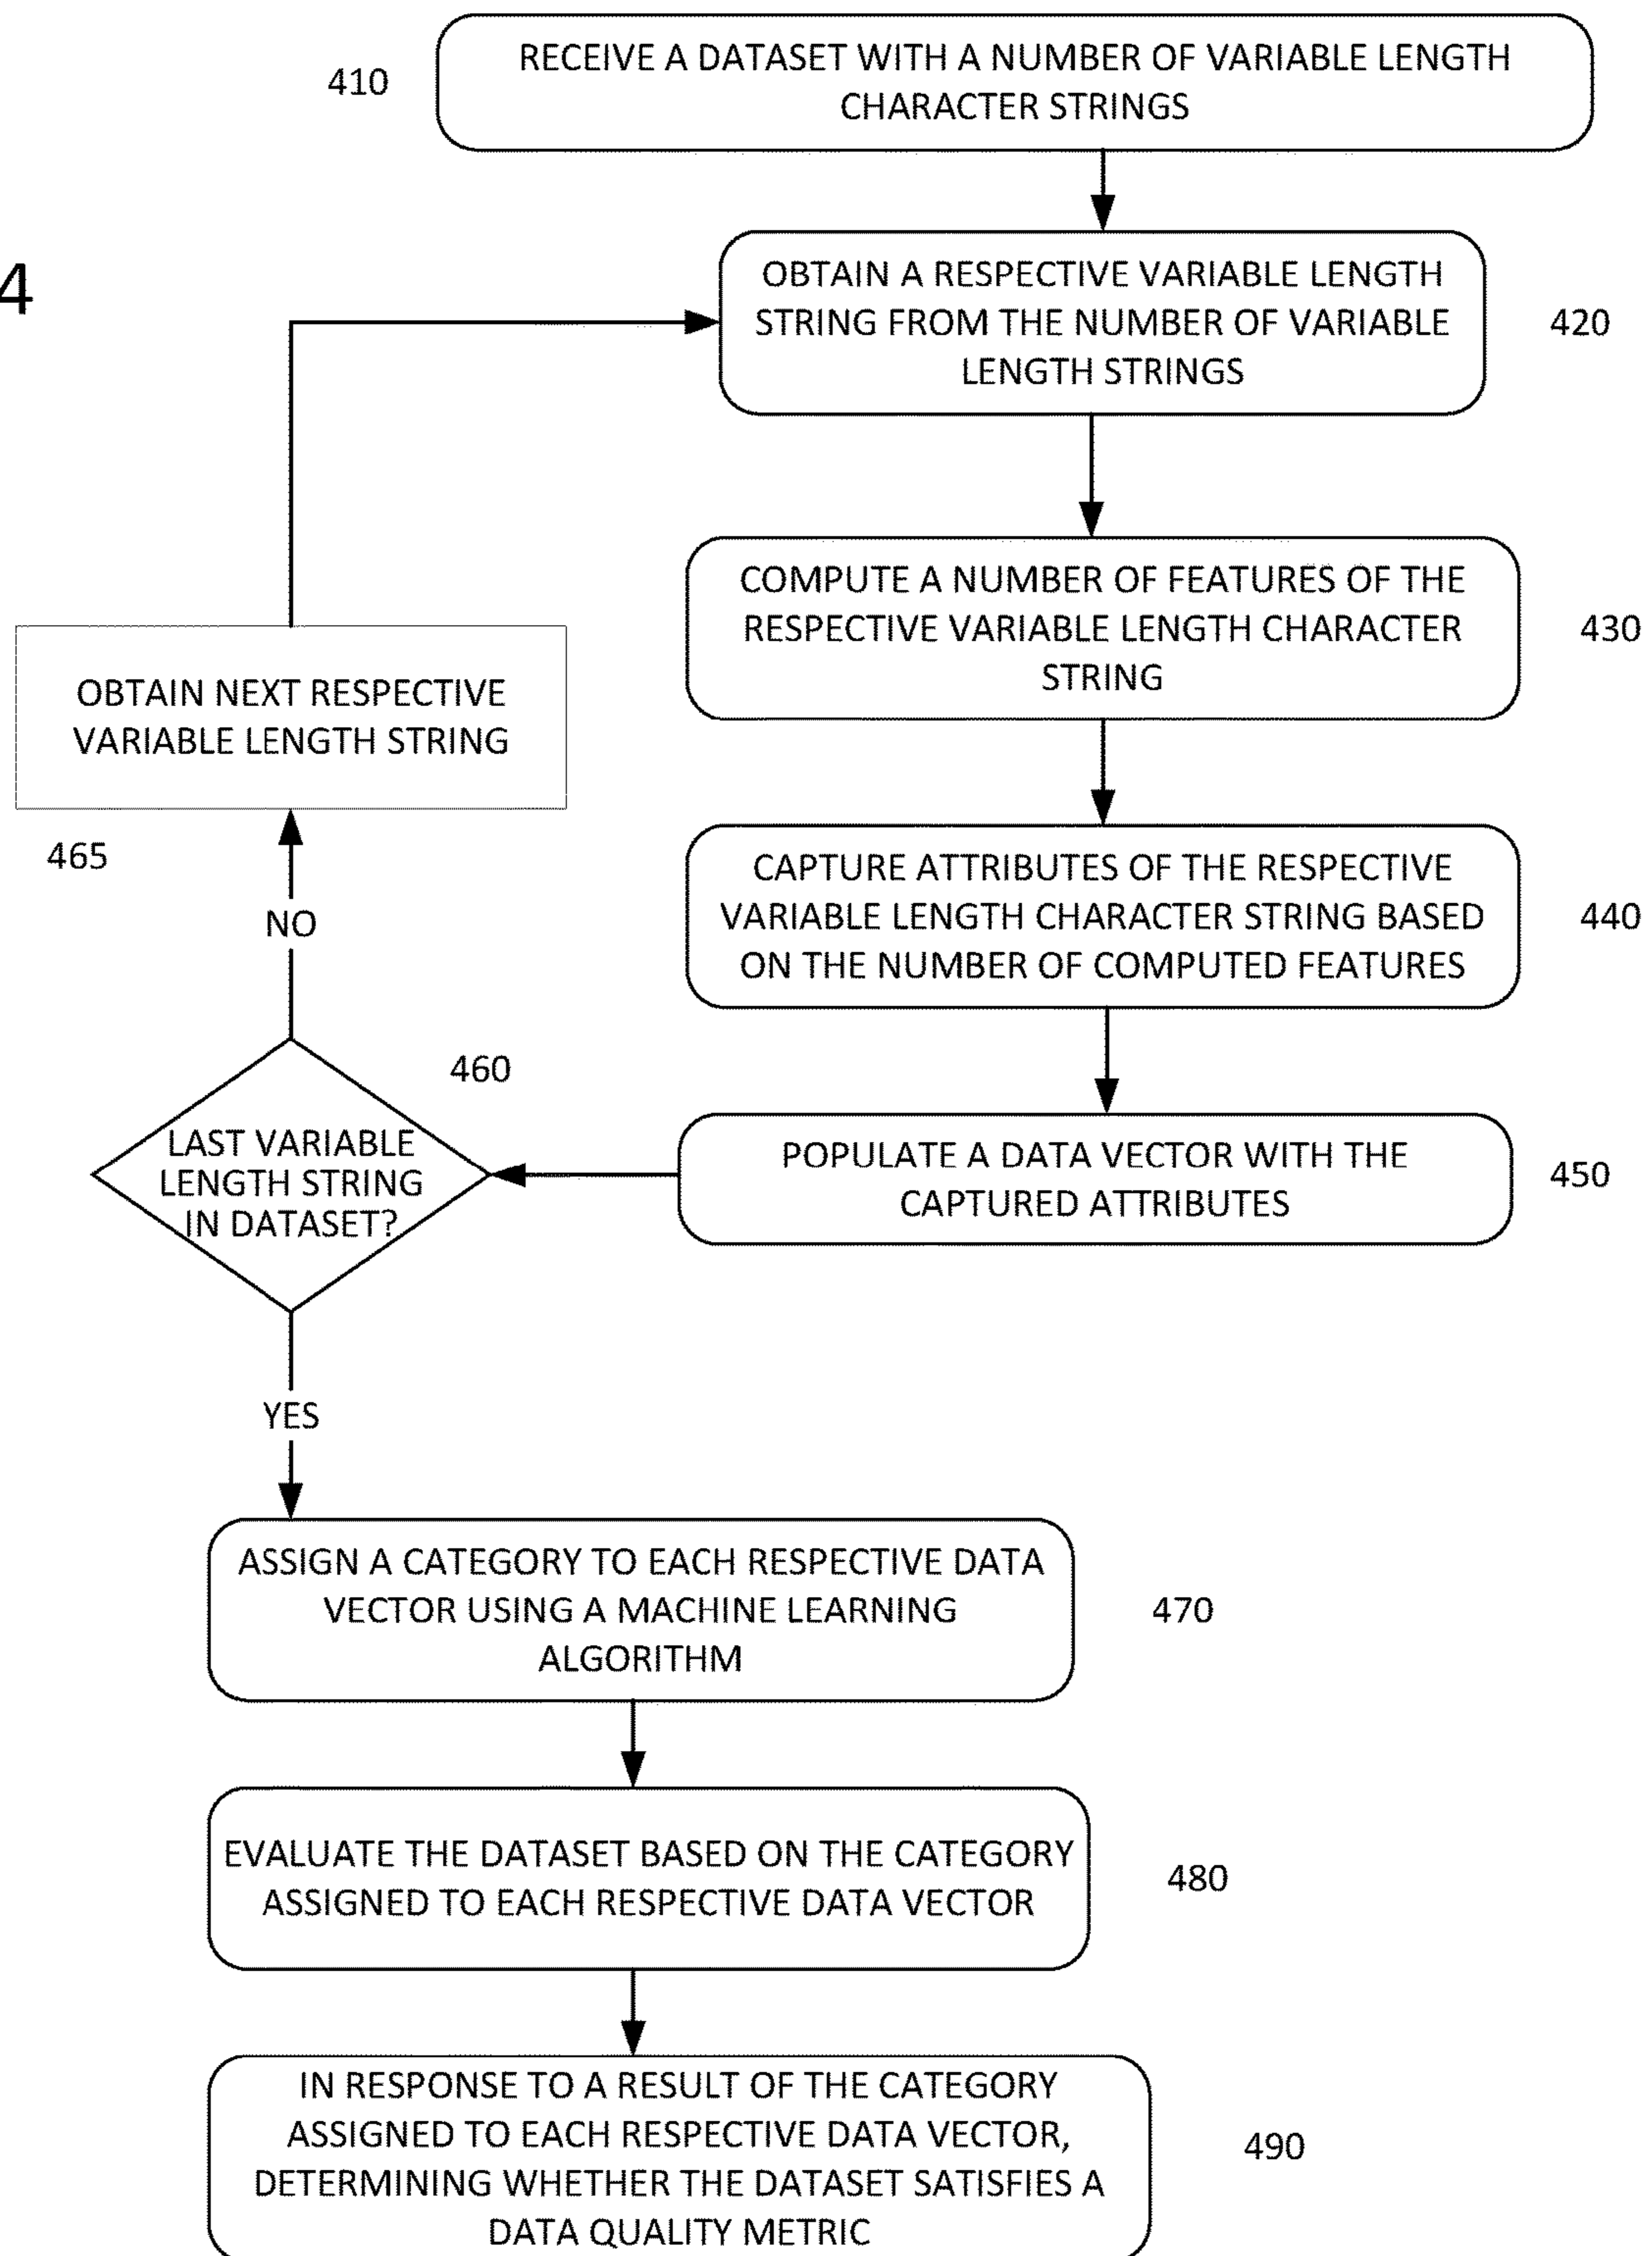 410
RECEIVE A DATASET WITH A NUMBER OF VARIABLE LENGTH
CHARACTER STRINGS
4
OBTAIN A RESPECTIVE VARIABLE LENGTH
STRING FROM THE NUMBER OF VARIABLE
LENGTH STRINGS
420
COMPUTE A NUMBER OF FEATURES OF THE
RESPECTIVE VARIABLE LENGTH CHARACTER
STRING
430
OBTAIN NEXT RESPECTIVE
VARIABLE LENGTH STRING
465
CAPTURE ATTRIBUTES OF THE RESPECTIVE
VARIABLE LENGTH CHARACTER STRING BASED
ON THE NUMBER OF COMPUTED FEATURES
440
NO
460
LAST VARIABLE
LENGTH STRING
IN DATASET?
POPULATE A DATA VECTOR WITH THE
CAPTURED ATTRIBUTES
450
YES
ASSIGN A CATEGORY TO EACH RESPECTIVE DATA
VECTOR USING A MACHINE LEARNING
ALGORITHM
470
EVALUATE THE DATASET BASED ON THE CATEGORY
ASSIGNED TO EACH RESPECTIVE DATA VECTOR
480
IN RESPONSE TO A RESULT OF THE CATEGORY
ASSIGNED TO EACH RESPECTIVE DATA VECTOR,
DETERMINING WHETHER THE DATASET SATISFIES A
DATA QUALITY METRIC
490